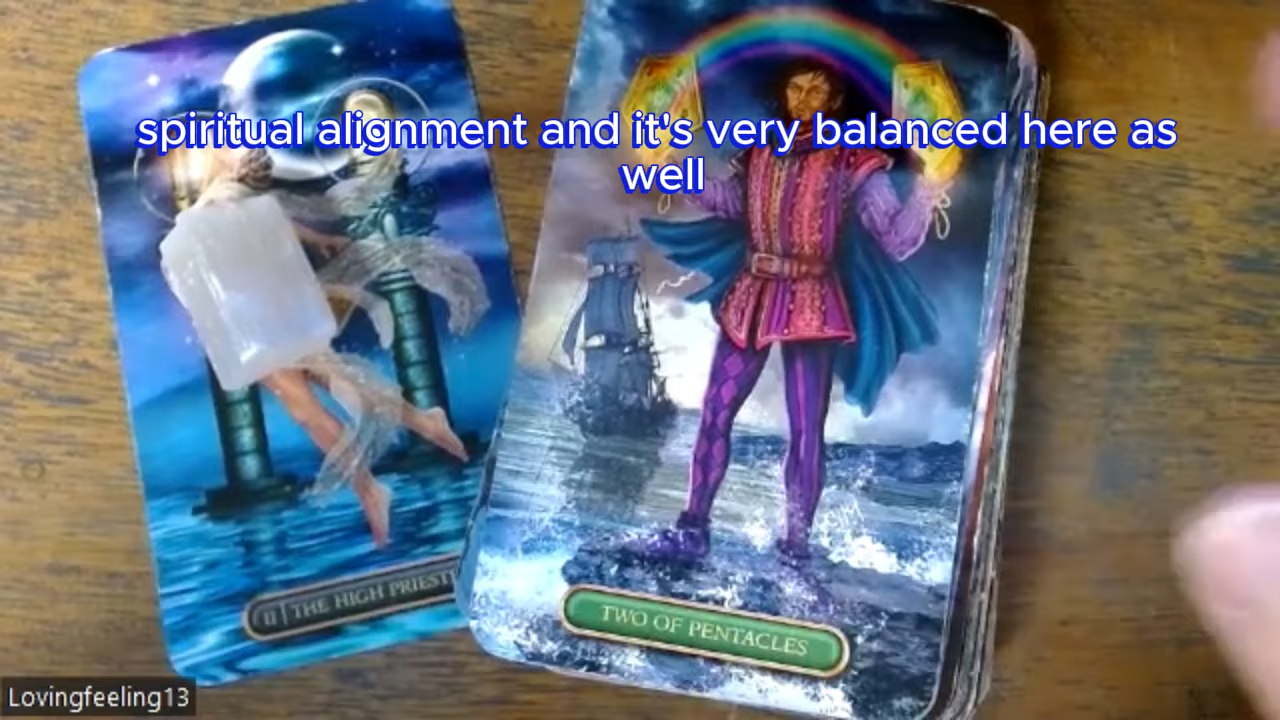 spiritual alignment and it's very balanced here as
well
II | THE HIGH PRIEST
TWO OF PENTACLES
Lovingfeeling13